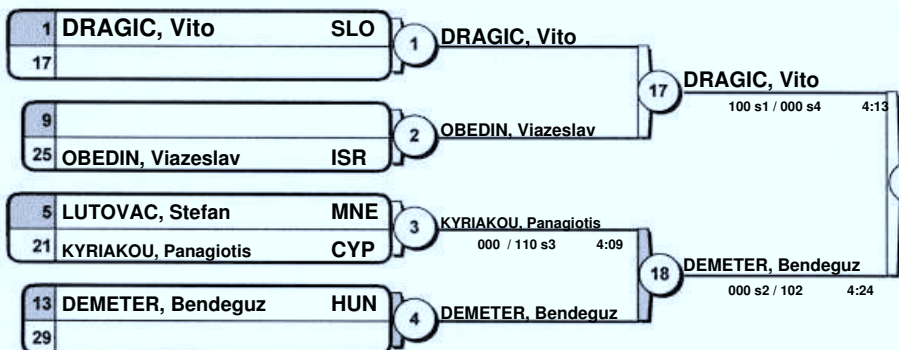 1 DRAGIC, Vito SLO
17
1 DRAGIC, Vito
17 DRAGIC, Vito
100 s1 / 000 s4 4:13
9
25 OBEDIN, Viazeslav ISR
2 OBEDIN, Viazeslav
5 LUTOVAC, Stefan MNE
21 KYRIAKOU, Panagiotis CYP
3 KYRIAKOU, Panagiotis
000 / 110 s3 4:09
18 DEMETER, Bendeguz
000 s2 / 102 4:24
13 DEMETER, Bendeguz HUN
29
4 DEMETER, Bendeguz